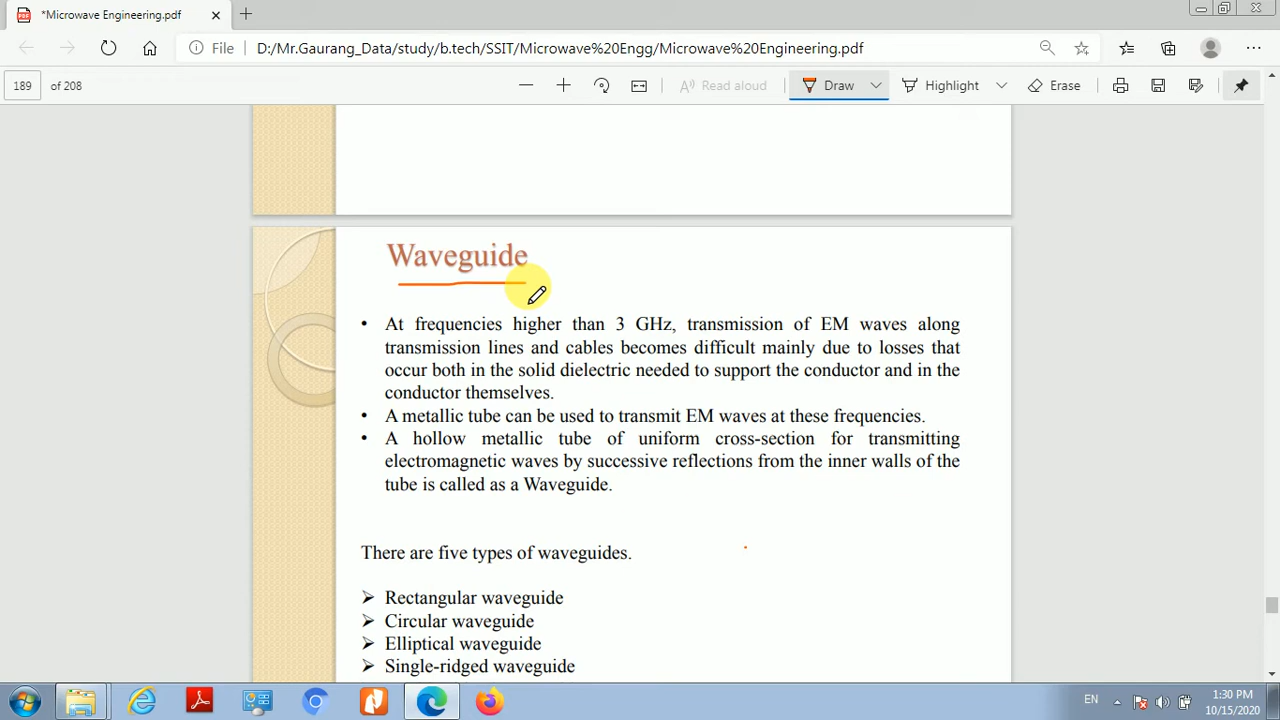 *Microwave Engineering.pdf
File D:/Mr.Gaurang_Data/study/b.tech/SSIT/Microwave%20Engg/Microwave%20Engineering.pdf
189 of 208 Read aloud Draw Highlight Erase
Waveguide
• At frequencies higher than 3 GHz, transmission of EM waves along
transmission lines and cables becomes difficult mainly due to losses that
occur both in the solid dielectric needed to support the conductor and in the
conductor themselves.
• A metallic tube can be used to transmit EM waves at these frequencies.
• A hollow metallic tube of uniform cross-section for transmitting
electromagnetic waves by successive reflections from the inner walls of the
tube is called as a Waveguide.
There are five types of waveguides.
➢ Rectangular waveguide
➢ Circular waveguide
➢ Elliptical waveguide
➢ Single-ridged waveguide
EN 1:30 PM
10/15/2020